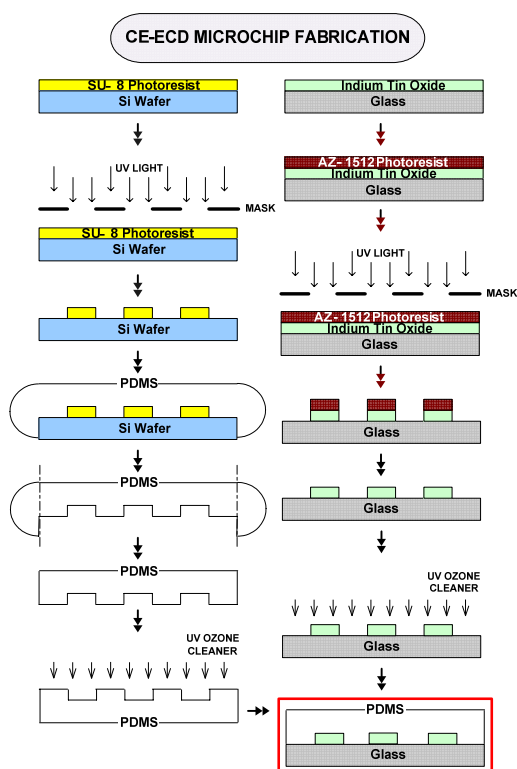 CE-ECD MICROCHIP FABRICATION
SU- 8 Photoresist
Si Wafer
UV LIGHT
MASK
SU- 8 Photoresist
Si Wafer
Si Wafer
PDMS
Si Wafer
PDMS
PDMS
UV OZONE
CLEANER
PDMS
Indium Tin Oxide
Glass
AZ- 1512 Photoresist
Indium Tin Oxide
Glass
UV LIGHT
MASK
AZ- 1512 Photoresist
Indium Tin Oxide
Glass
Glass
Glass
UV OZONE
CLEANER
Glass
PDMS
Glass